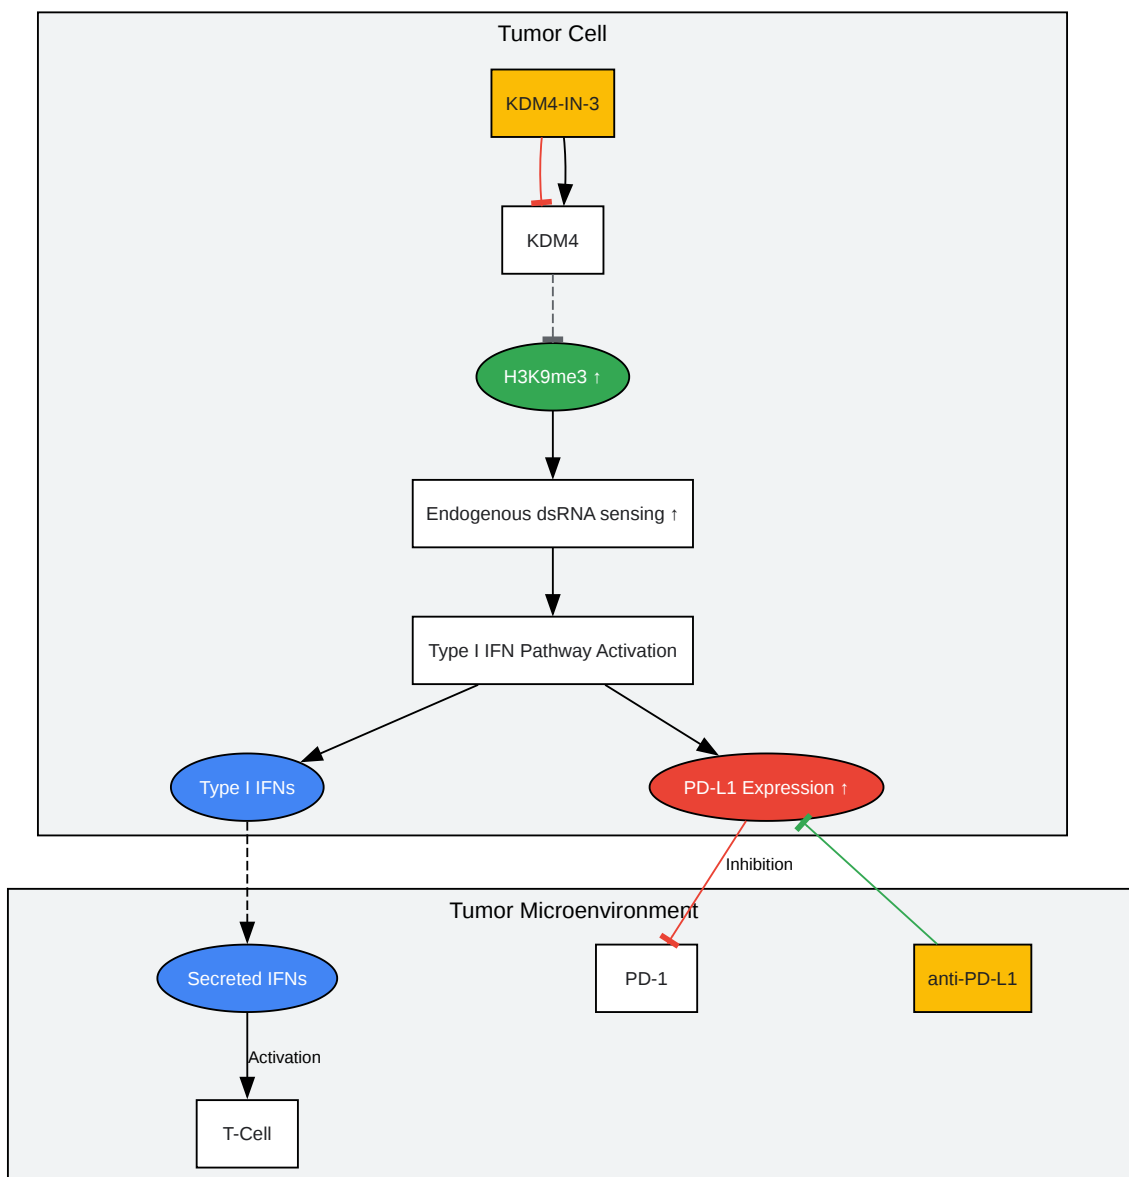 Tumor Cell
KDM4-IN-3
KDM4
H3K9me3 ↑
Endogenous dsRNA sensing ↑
Type I IFN Pathway Activation
Type I IFNs
PD-L1 Expression ↑
Inhibition
Tumor Microenvironment
Secreted IFNs
PD-1
anti-PD-L1
Activation
T-Cell